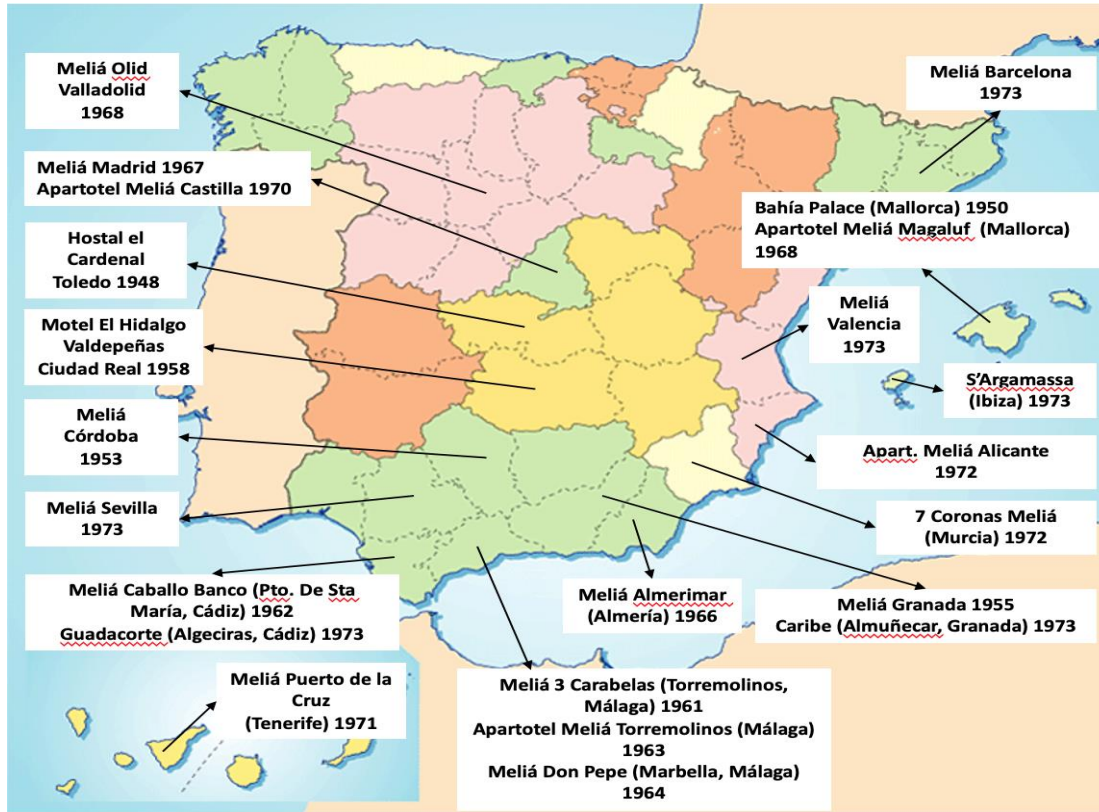 Meliá Olid
Valladolid
1968
Meliá Barcelona
1973
Meliá Madrid 1967
Apartotel Meliá Castilla 1970
Bahía Palace (Mallorca) 1950
Apartotel Meliá Magaluf (Mallorca)
1968
Hostal el
Cardenal
Toledo 1948
Meliá
Valencia
1973
Motel El Hidalgo
Valdepeñas
Ciudad Real 1958
S'Argamassa
(Ibiza) 1973
Meliá
Córdoba
1953
Apart. Meliá Alicante
1972
Meliá Sevilla
1973
7 Coronas Meliá
(Murcia) 1972
Meliá Caballo Banco (Pto. De Sta
María, Cádiz) 1962
Guadacorte (Algeciras, Cádiz) 1973
Meliá Almerimar
(Almería) 1966
Meliá Granada 1955
Caribe (Almuñecar, Granada) 1973
Meliá Puerto de la
Cruz
(Tenerife) 1971
Meliá 3 Carabelas (Torremolinos,
Málaga) 1961
Apartotel Meliá Torremolinos (Málaga)
1963
Meliá Don Pepe (Marbella, Málaga)
1964